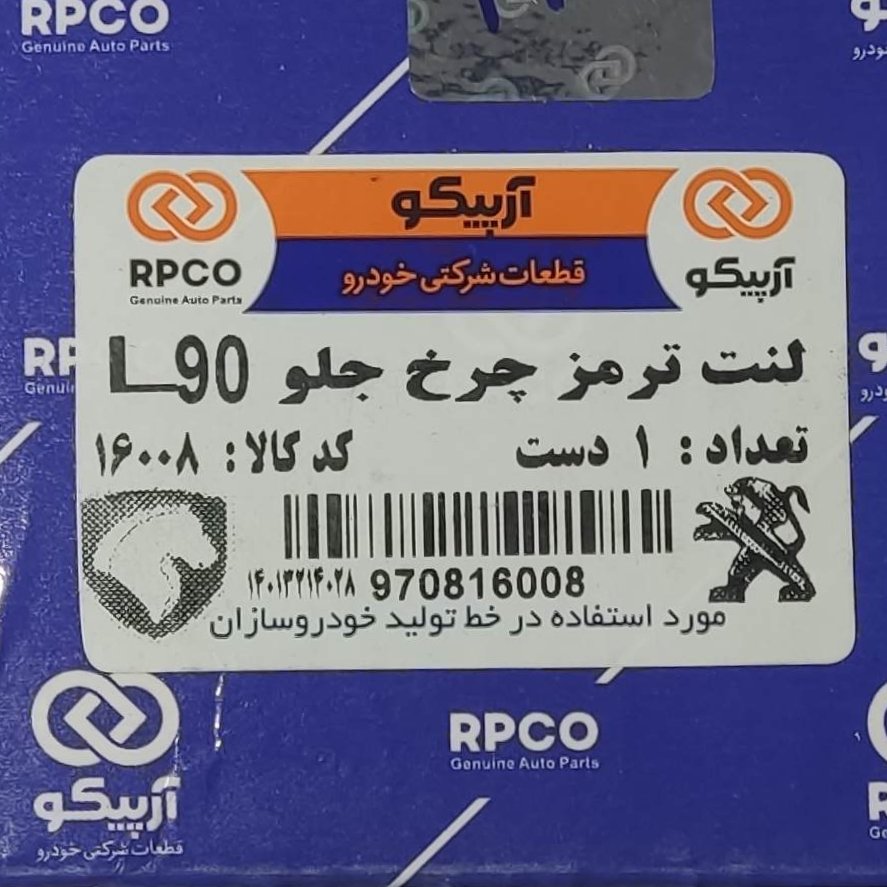 RPCO
Genuine Auto Parts
RPCO
Genuine Auto Parts
آرپیکو
قطعات شرکتی خودرو
آرپیکو
لنت ترمز چرخ جلو L90
تعداد : ۱ دست
کد کالا : ۱۶۰۰۸
۱۴۰۱۳۲۱۴۰۲۸ 970816008
مورد استفاده در خط تولید خودروسازان
آرپیکو
قطعات شرکتی خودرو
RPCO
Genuine Auto Parts